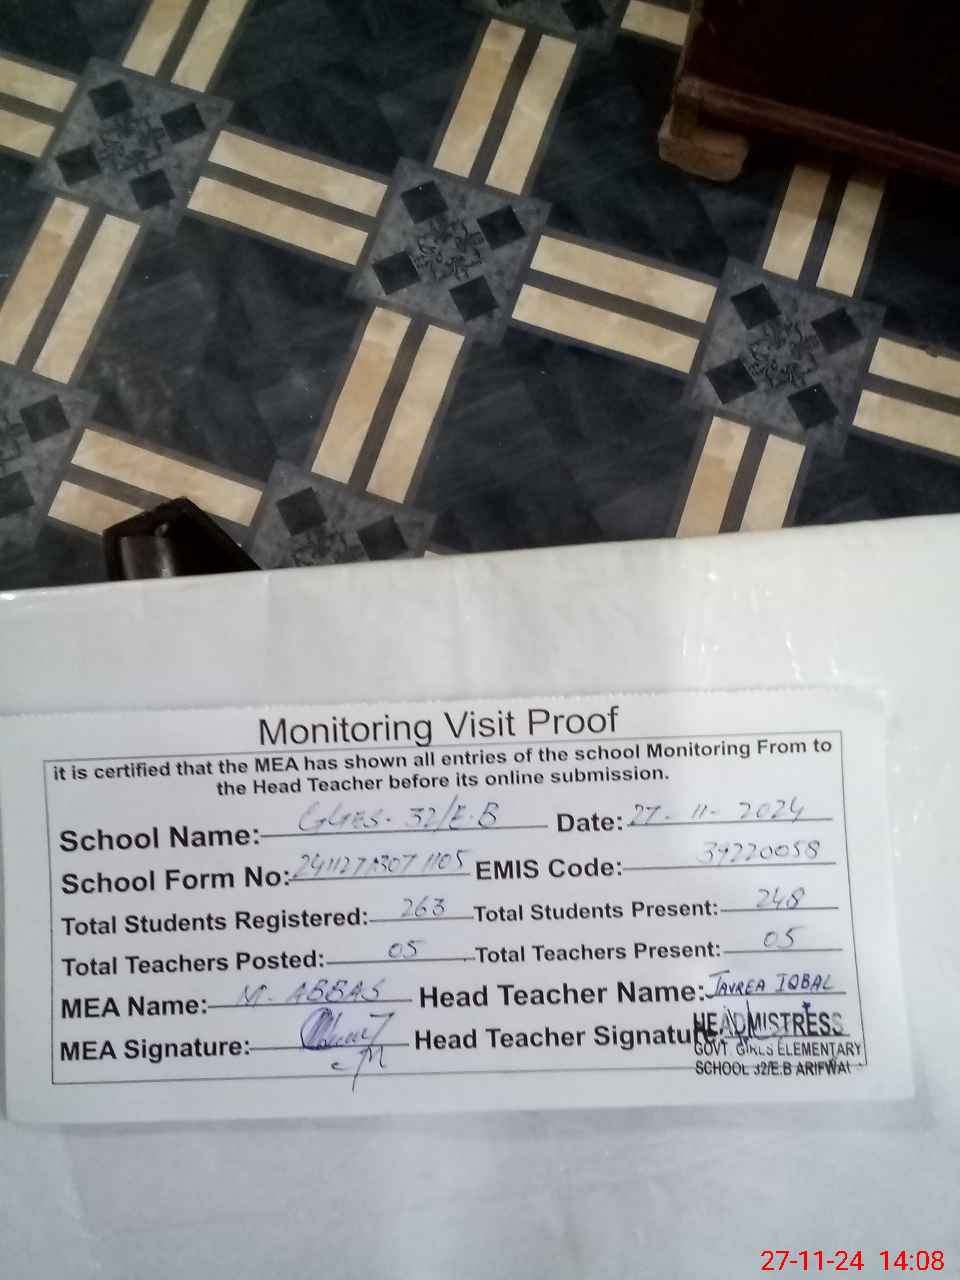 Monitoring Visit Proof
it is certified that the MEA has shown all entries of the school Monitoring From to
the Head Teacher before its online submission.
School Name: GGES. 32/E.B Date: 27-11-2024
School Form No: EMIS Code: 39220058
Total Students Registered: 263 Total Students Present: 248
Total Teachers Posted: 05 Total Teachers Present: 05
MEA Name: M. ABBAS Head Teacher Name: IQBAL
MEA Signature: Head Teacher Signature:
HEADMISTRESS
GOVT. GIRLS ELEMENTARY
SCHOOL 32/E.B ARIFWAL
27-11-24 14:08